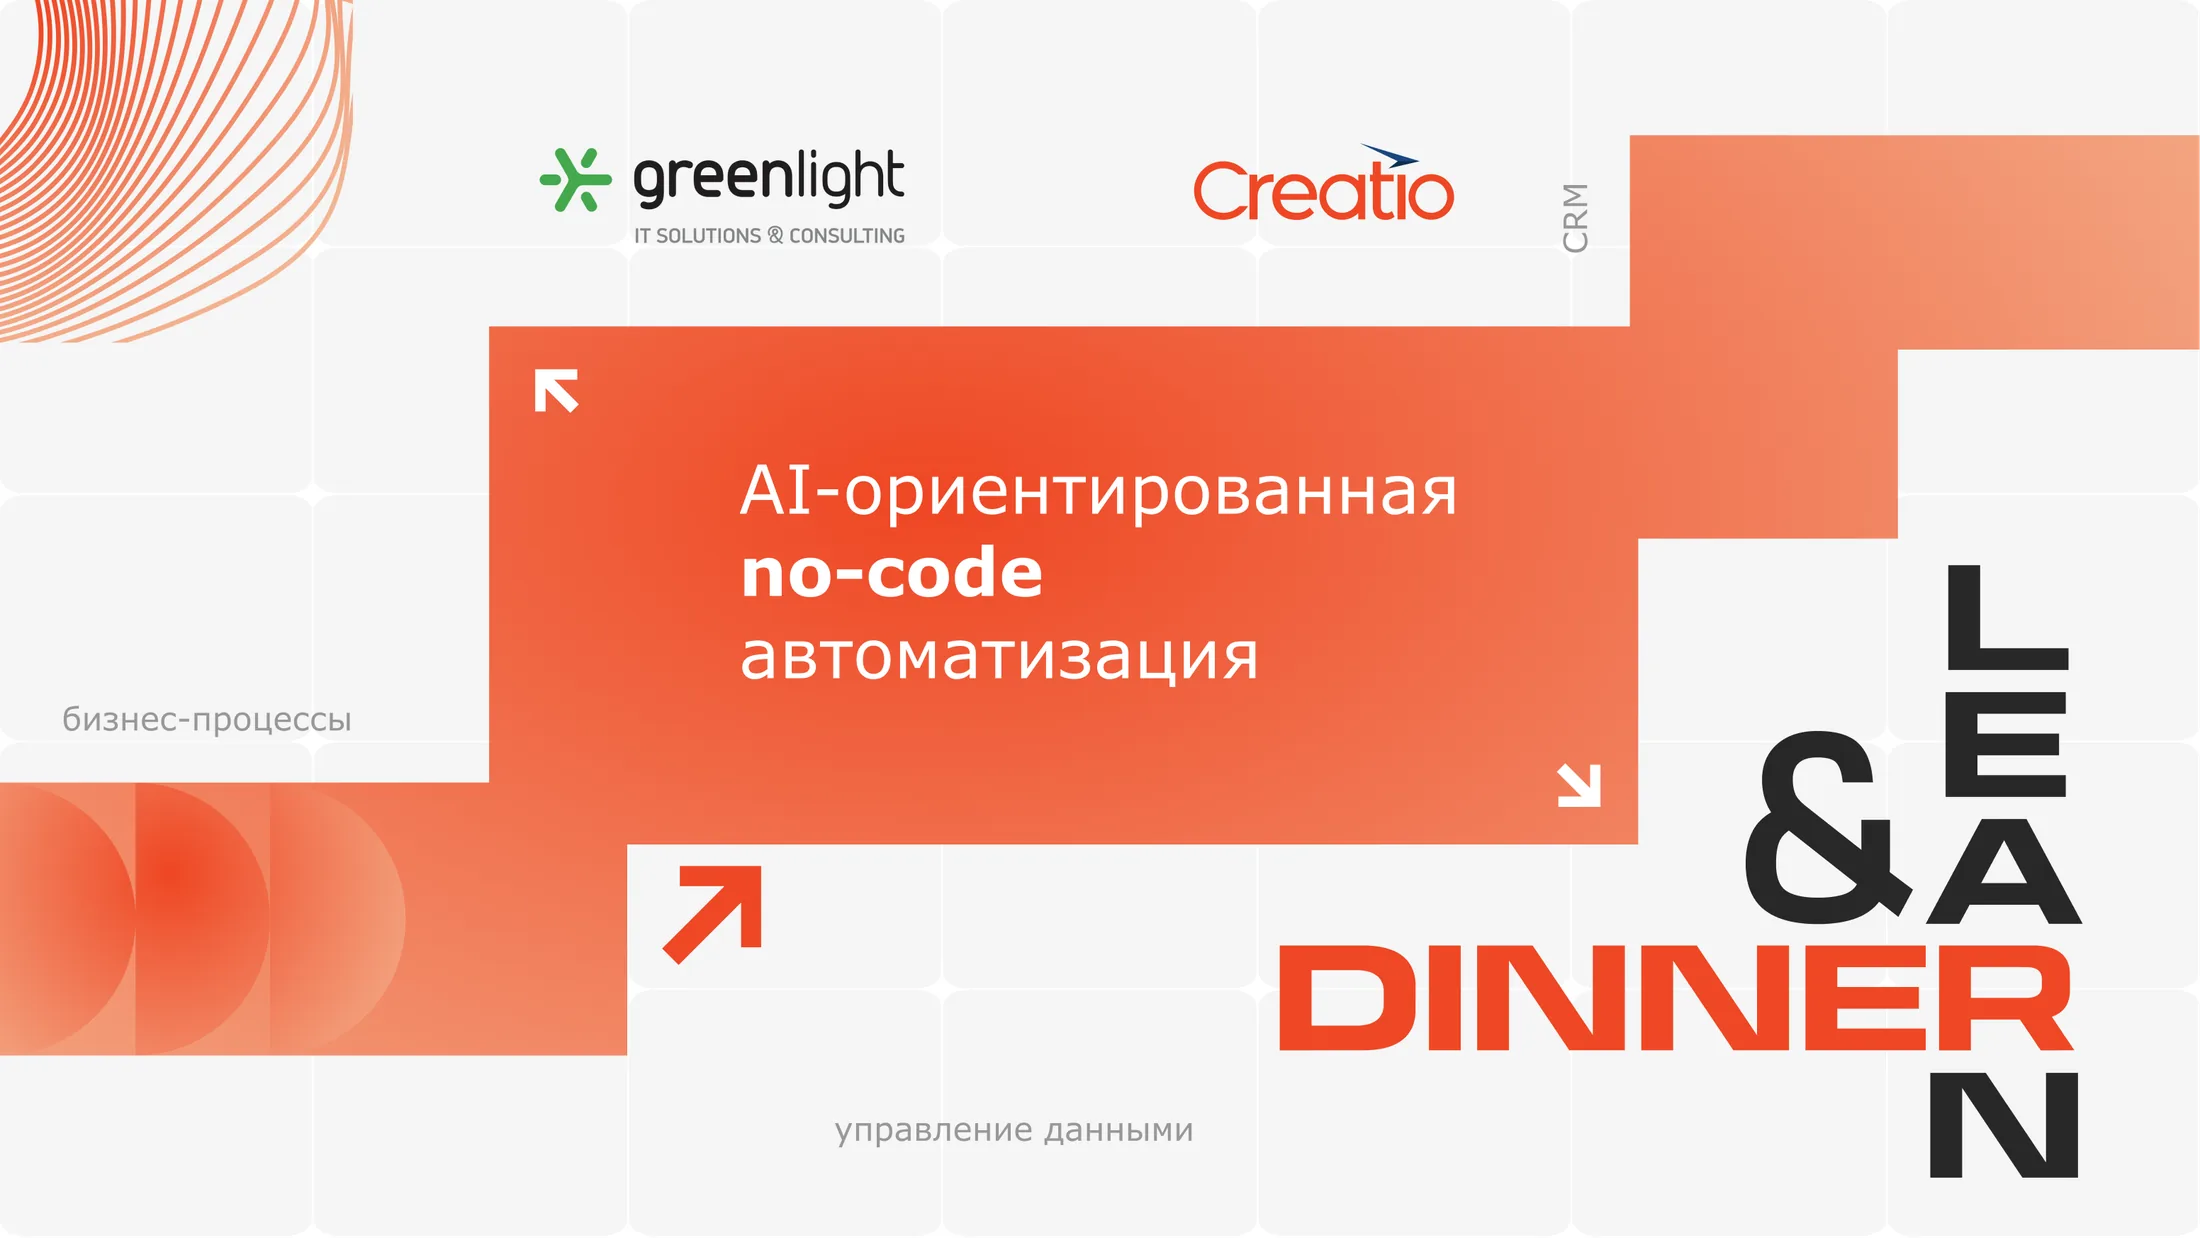 greenlight
IT SOLUTIONS & CONSULTING
Creatio
CRM
AI-ориентированная
no-code
автоматизация
бизнес-процессы
LEARN
&
DINNER
управление данными